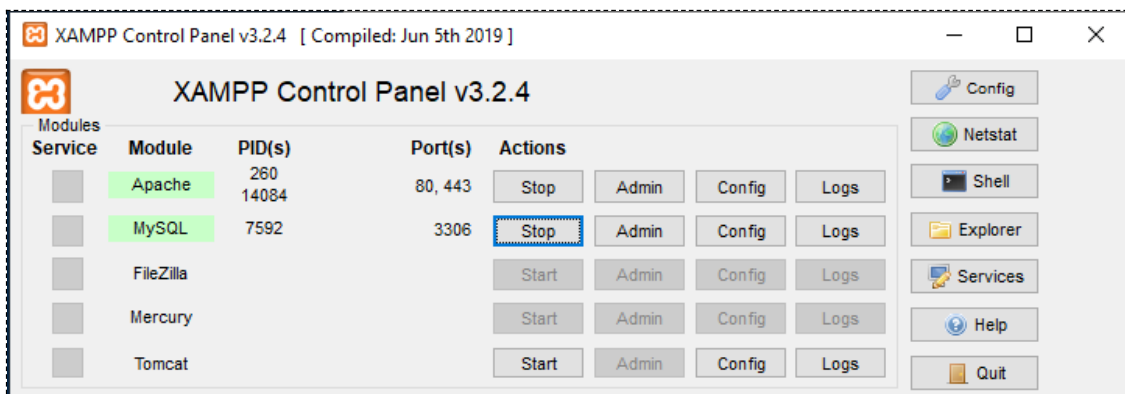 XAMPP Control Panel v3.2.4 [ Compiled: Jun 5th 2019 ]
XAMPP Control Panel v3.2.4
Config
Modules
Netstat
Service Module PID(s) Port(s) Actions
Apache 260 14084 80, 443 Stop Admin Config Logs
Shell
MySQL 7592 3306 Stop Admin Config Logs
Explorer
FileZilla Start Admin Config Logs
Services
Mercury Start Admin Config Logs
Help
Tomcat Start Admin Config Logs
Quit